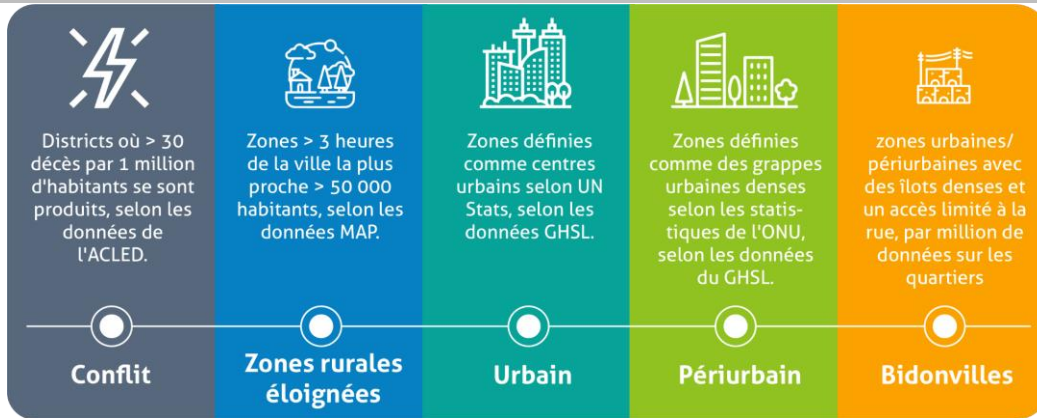 Districts où > 30
décès par 1 million
d'habitants se sont
produits, selon les
données de
l'ACLED.
Conflit
Zones > 3 heures
de la ville la plus
proche > 50 000
habitants, selon les
données MAP.
Zones rurales
éloignées
Zones définies
comme centres
urbains selon UN
Stats, selon les
données GHSL.
Urbain
Zones définies
comme des grappes
urbaines denses
selon les statis-
tiques de l'ONU,
selon les données
du GHSL.
Périurbain
zones urbaines/
périurbaines avec
des îlots denses et
un accès limité à la
rue, par million de
données sur les
quartiers
Bidonvilles